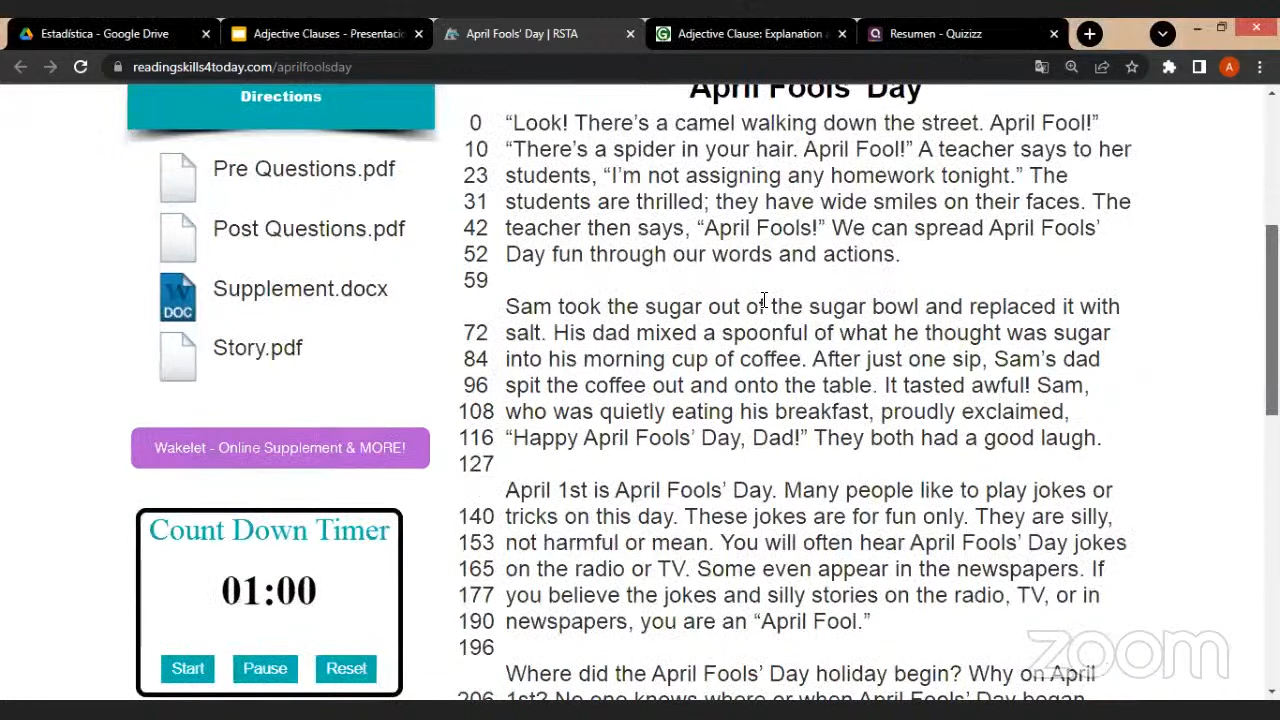 Estadística - Google Drive
Adjective Clauses - Presentacio
April Fools' Day | RSTA
Adjective Clause: Explanation a
Resumen - Quizizz
readingskills4today.com/aprilfoolsday
A
Directions
Pre Questions.pdf
Post Questions.pdf
DOC
Supplement.docx
Story.pdf
Wakelet - Online Supplement & MORE!
Count Down Timer
01:00
Start Pause Reset
April Fools' Day
0 “Look! There’s a camel walking down the street. April Fool!”
10 “There’s a spider in your hair. April Fool!” A teacher says to her
23 students, “I’m not assigning any homework tonight.” The
31 students are thrilled; they have wide smiles on their faces. The
42 teacher then says, “April Fools!” We can spread April Fools’
52 Day fun through our words and actions.
59
Sam took the sugar out of the sugar bowl and replaced it with
72 salt. His dad mixed a spoonful of what he thought was sugar
84 into his morning cup of coffee. After just one sip, Sam’s dad
96 spit the coffee out and onto the table. It tasted awful! Sam,
108 who was quietly eating his breakfast, proudly exclaimed,
116 “Happy April Fools’ Day, Dad!” They both had a good laugh.
127
April 1st is April Fools’ Day. Many people like to play jokes or
140 tricks on this day. These jokes are for fun only. They are silly,
153 not harmful or mean. You will often hear April Fools’ Day jokes
165 on the radio or TV. Some even appear in the newspapers. If
177 you believe the jokes and silly stories on the radio, TV, or in
190 newspapers, you are an “April Fool.”
196
Where did the April Fools’ Day holiday begin? Why on April
206 1st? No one knows where or when April Fools’ Day began
zoom